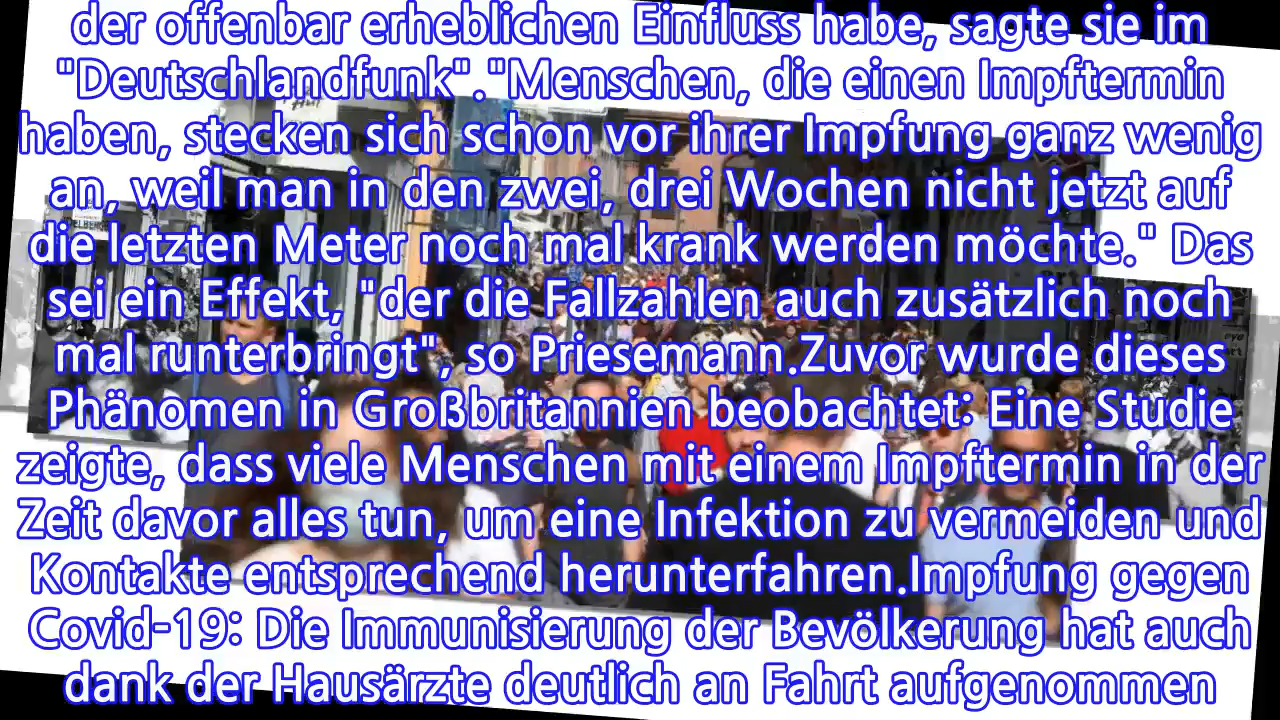 der offenbar erheblichen Einfluss habe, sagte sie im
"Deutschlandfunk"."Menschen, die einen Impftermin
haben, stecken sich schon vor ihrer Impfung ganz wenig
an, weil man in den zwei, drei Wochen nicht jetzt auf
die letzten Meter noch mal krank werden möchte." Das
sei ein Effekt, "der die Fallzahlen auch zusätzlich noch
mal runterbringt", so Priesemann.Zuvor wurde dieses
Phänomen in Großbritannien beobachtet: Eine Studie
zeigte, dass viele Menschen mit einem Impftermin in der
Zeit davor alles tun, um eine Infektion zu vermeiden und
Kontakte entsprechend herunterfahren.Impfung gegen
Covid-19: Die Immunisierung der Bevölkerung hat auch
dank der Hausärzte deutlich an Fahrt aufgenommen